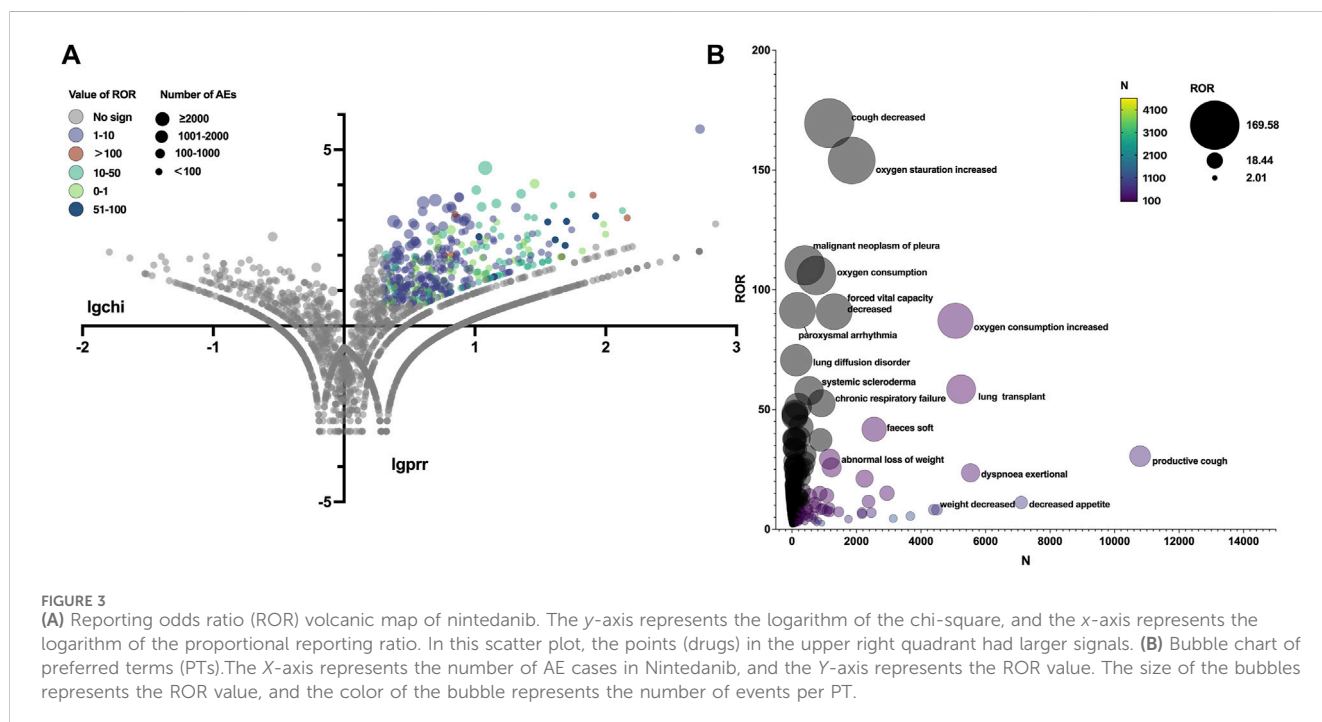 A
Value of ROR
No sign
1-10
>100
10-50
0-1
51-100
Number of AEs
≥2000
1001-2000
100-1000
<100
5
lgchi
-2
-1
0
1
2
3
lgprr
-5
B
200
150
100
50
0
ROR
cough decreased
oxygen stauration increased
malignant neoplasm of pleura
oxygen consumption
forced vital capacity
decreased
paroxysmal arrhythmia
oxygen consumption increased
lung diffusion disorder
systemic scleroderma
chronic respiratory failure
lung transplant
faeces soft
abnormal loss of weight
dyspnoea exertional
productive cough
weight decreased
decreased appetite
0
2000
4000
6000
8000
10000
12000
14000
N
N
4100
3100
2100
1100
100
ROR
169.58
18.44
2.01
FIGURE 3
(A) Reporting odds ratio (ROR) volcanic map of nintedanib. The y-axis represents the logarithm of the chi-square, and the x-axis represents the
logarithm of the proportional reporting ratio. In this scatter plot, the points (drugs) in the upper right quadrant had larger signals. (B) Bubble chart of
preferred terms (PTs).The X-axis represents the number of AE cases in Nintedanib, and the Y-axis represents the ROR value. The size of the bubbles
represents the ROR value, and the color of the bubble represents the number of events per PT.